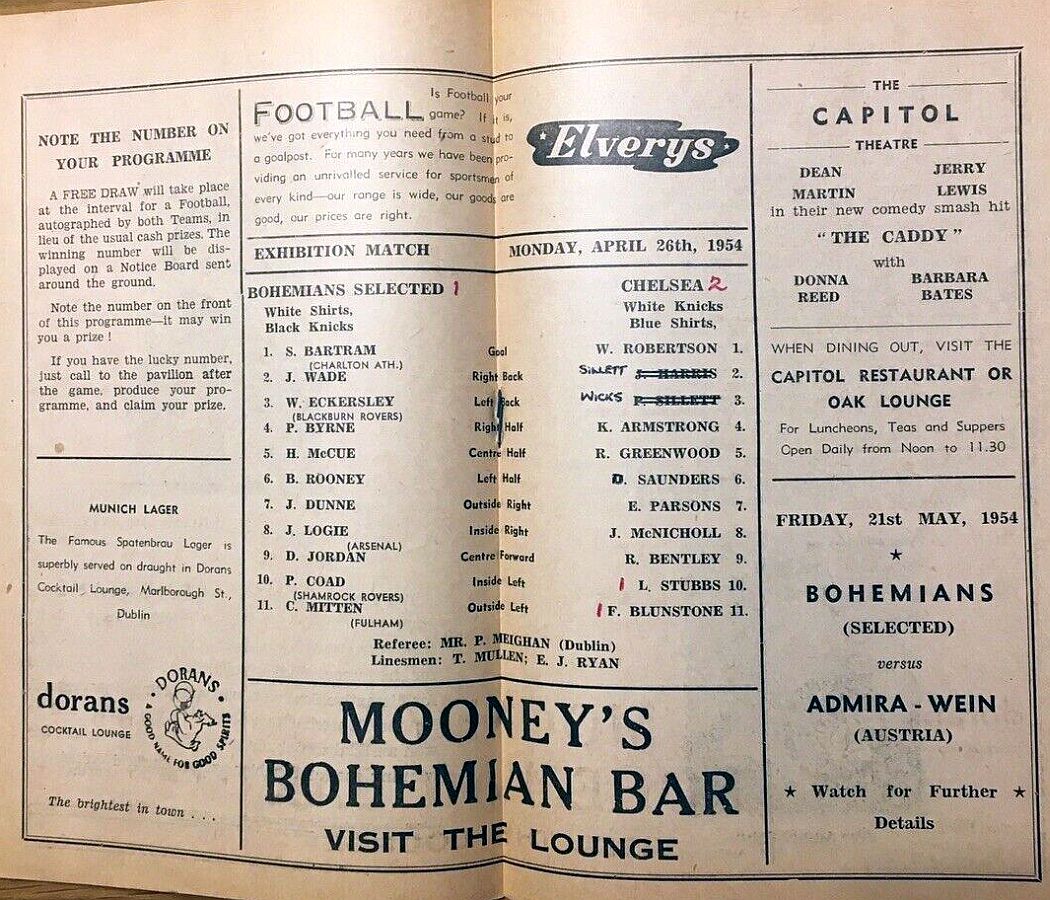 NOTE THE NUMBER ON
YOUR PROGRAMME
A FREE DRAW will take place
at the interval for a Football,
autographed by both Teams, in
lieu of the usual cash prizes. The
winning number will be dis-
played on a Notice Board sent
around the ground.
Note the number on the front
of this programme—it may win
you a prize !
If you have the lucky number,
just call to the pavilion after
the game, produce your pro-
gramme, and claim your prize.
MUNICH LAGER
The Famous Spatenbrau Lager is
superbly served on draught in Dorans
Cocktail Lounge, Marlborough St.,
Dublin
dorans
COCKTAIL LOUNGE
· DORANS ·
A GOOD NAME FOR GOOD SPIRITS
The brightest in town . . .
FOOTBALL Is Football your
game? If it is,
we've got everything you need from a stud to
a goalpost. For many years we have been pro-
viding an unrivalled service for sportsmen of
every kind—our range is wide, our goods are
good, our prices are right.
Elverys
EXHIBITION MATCH MONDAY, APRIL 26th, 1954
BOHEMIANS SELECTED 1 CHELSEA 2
White Shirts, White Knicks
Black Knicks Blue Shirts,
1. S. BARTRAM Goal W. ROBERTSON 1.
(CHARLTON ATH.)
2. J. WADE Right Back SILLETT J. HARRIS 2.
3. W. ECKERSLEY Left Back WICKS P. SILLETT 3.
(BLACKBURN ROVERS)
4. P. BYRNE Right Half K. ARMSTRONG 4.
5. H. McCUE Centre Half R. GREENWOOD 5.
6. B. ROONEY Left Half D. SAUNDERS 6.
7. J. DUNNE Outside Right E. PARSONS 7.
8. J. LOGIE Inside Right J. McNICHOLL 8.
(ARSENAL)
9. D. JORDAN Centre Forward R. BENTLEY 9.
10. P. COAD Inside Left 1 L. STUBBS 10.
(SHAMROCK ROVERS)
11. C. MITTEN Outside Left 1 F. BLUNSTONE 11.
(FULHAM)
Referee: MR. P. MEIGHAN (Dublin)
Linesmen: T. MULLEN; E. J. RYAN
MOONEY'S
BOHEMIAN BAR
VISIT THE LOUNGE
THE
CAPITOL
THEATRE
DEAN JERRY
MARTIN LEWIS
in their new comedy smash hit
" THE CADDY "
with
DONNA BARBARA
REED BATES
WHEN DINING OUT, VISIT THE
CAPITOL RESTAURANT OR
OAK LOUNGE
For Luncheons, Teas and Suppers
Open Daily from Noon to 11.30
FRIDAY, 21st MAY, 1954
★
BOHEMIANS
(SELECTED)
versus
ADMIRA - WEIN
(AUSTRIA)
★ Watch for Further ★
Details